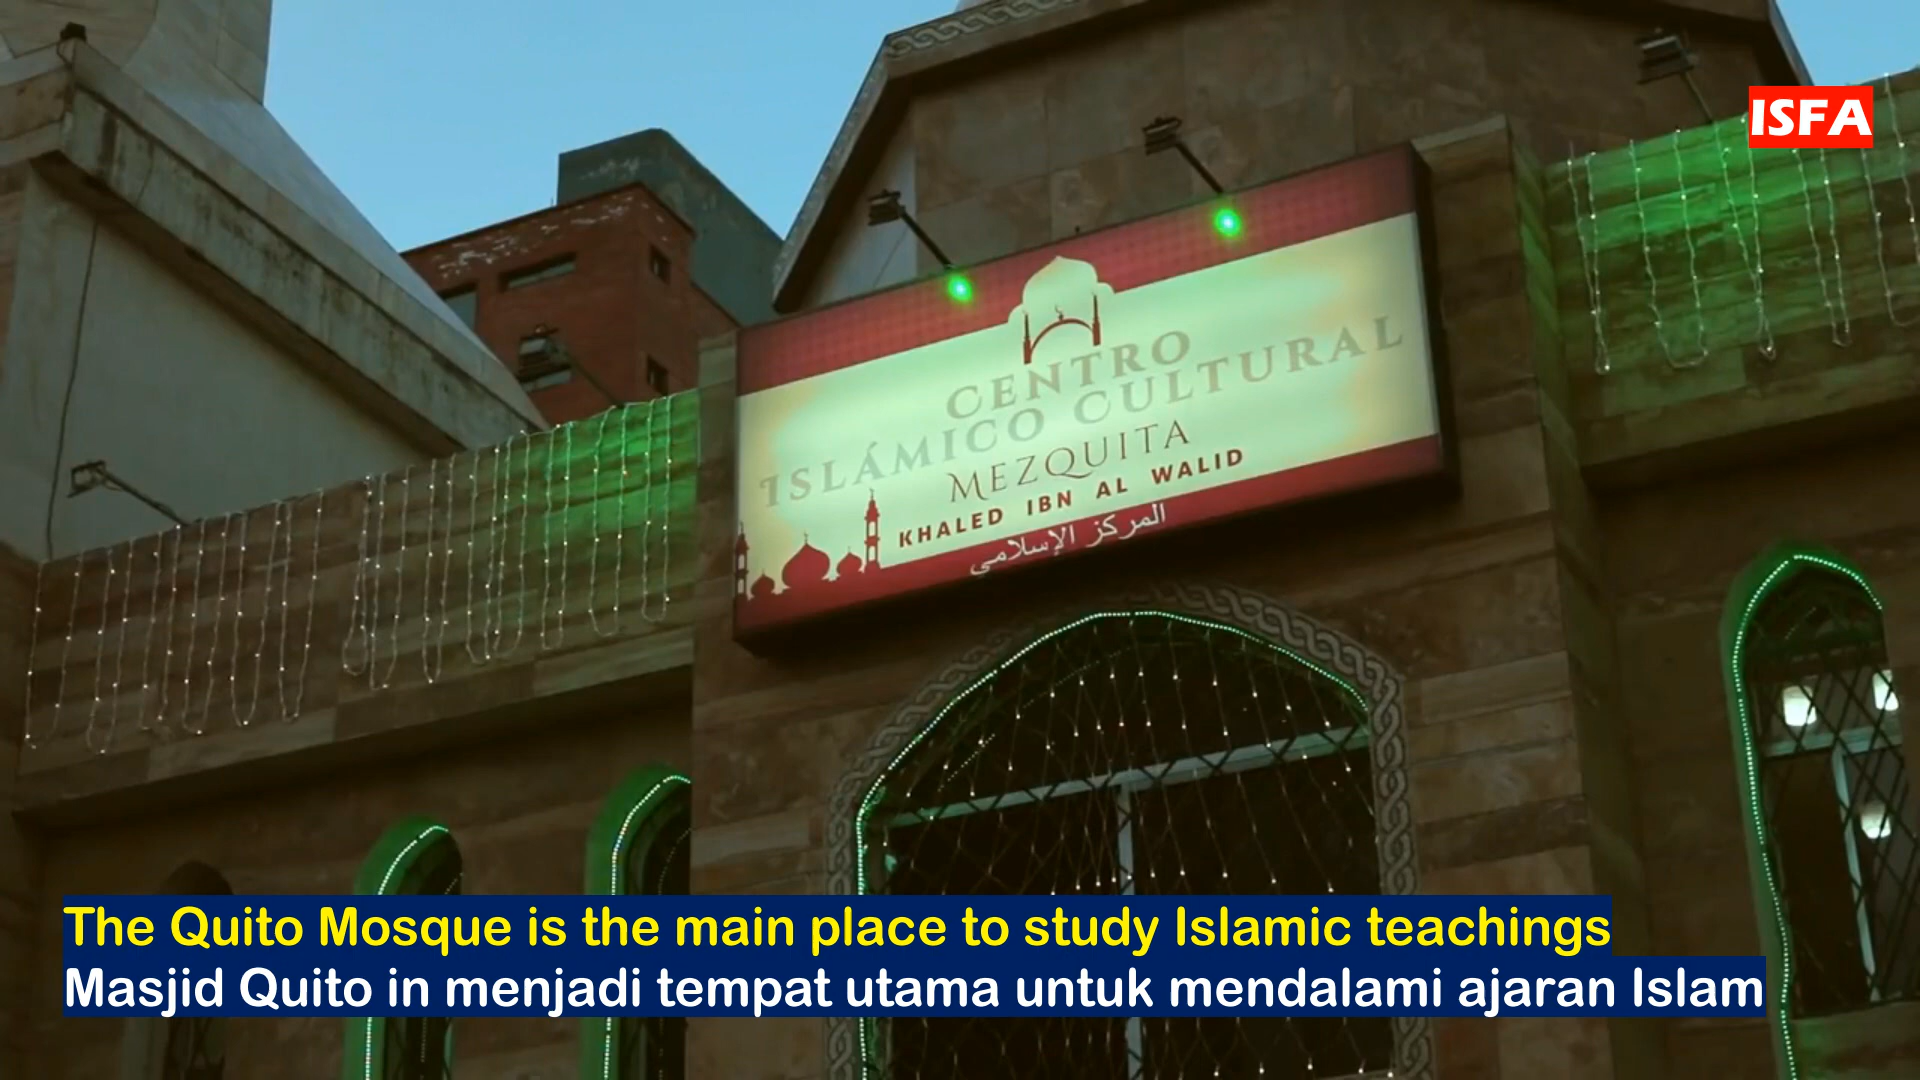 ISFA
CENTRO
ISLÁMICO CULTURAL
MEZQUITA
KHALED IBN AL WALID
المركز الإسلامي
The Quito Mosque is the main place to study Islamic teachings
Masjid Quito in menjadi tempat utama untuk mendalami ajaran Islam